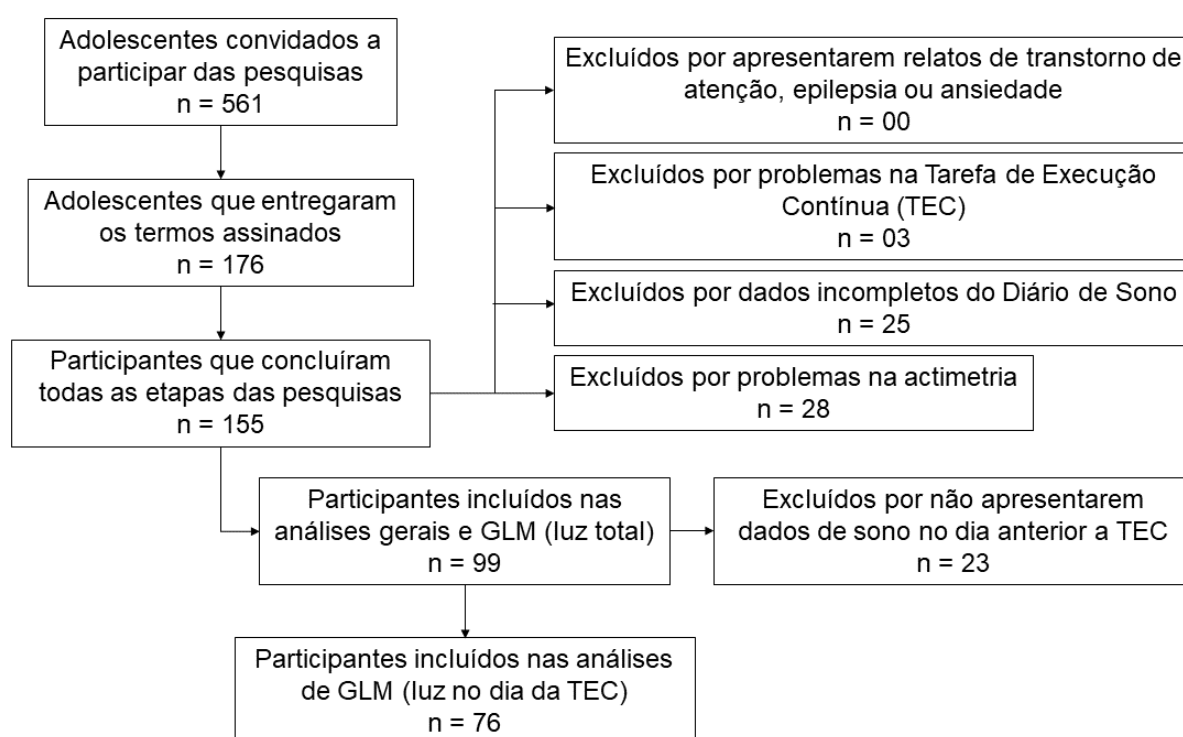 Adolescentes convidados a
participar das pesquisas
n = 561
Adolescentes que entregaram
os termos assinados
n = 176
Participantes que concluíram
todas as etapas das pesquisas
n = 155
Excluídos por apresentarem relatos de transtorno de
atenção, epilepsia ou ansiedade
n = 00
Excluídos por problemas na Tarefa de Execução
Contínua (TEC)
n = 03
Excluídos por dados incompletos do Diário de Sono
n = 25
Excluídos por problemas na actimetria
n = 28
Participantes incluídos nas
análises gerais e GLM (luz total)
n = 99
Excluídos por não apresentarem
dados de sono no dia anterior a TEC
n = 23
Participantes incluídos nas análises
de GLM (luz no dia da TEC)
n = 76